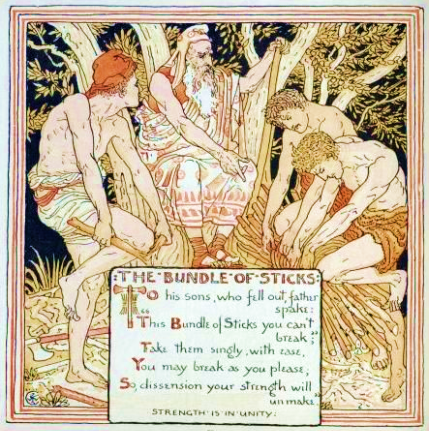 :THE·BUNDLE·OF·STICKS:
To his sons, who fell out, father
spake:
"This Bundle of Sticks you can't
break;
Take them singly, with ease,
You may break as you please,
So, dissension your strength will
unmake."
STRENGTH·IS·IN·UNITY.